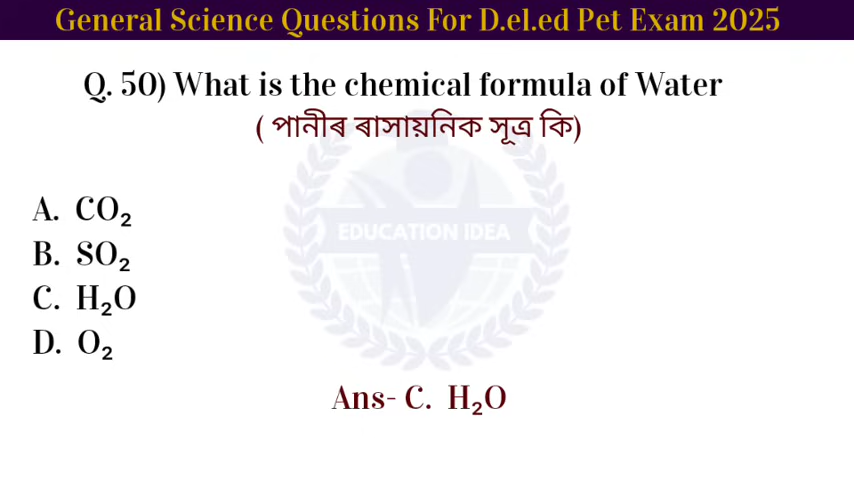 General Science Questions For D.el.ed Pet Exam 2025
Q. 50) What is the chemical formula of Water
( পানীৰ ৰাসায়নিক সূত্ৰ কি)
EDUCATION IDEA
A. CO₂
B. SO₂
C. H₂O
D. O₂
Ans- C. H₂O